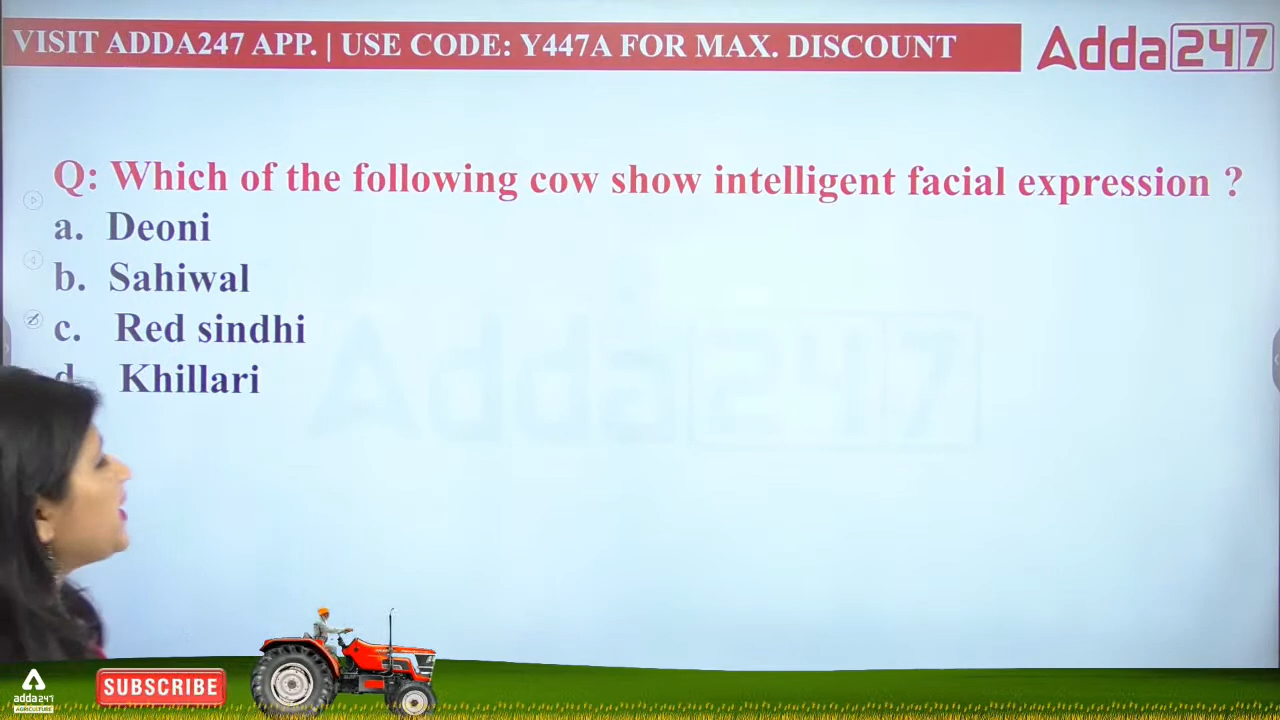 VISIT ADDA247 APP. | USE CODE: Y447A FOR MAX. DISCOUNT
Adda247
Q: Which of the following cow show intelligent facial expression ?
a. Deoni
b. Sahiwal
c. Red sindhi
d. Khillari
Adda247
adda247
AGRICULTURE
SUBSCRIBE